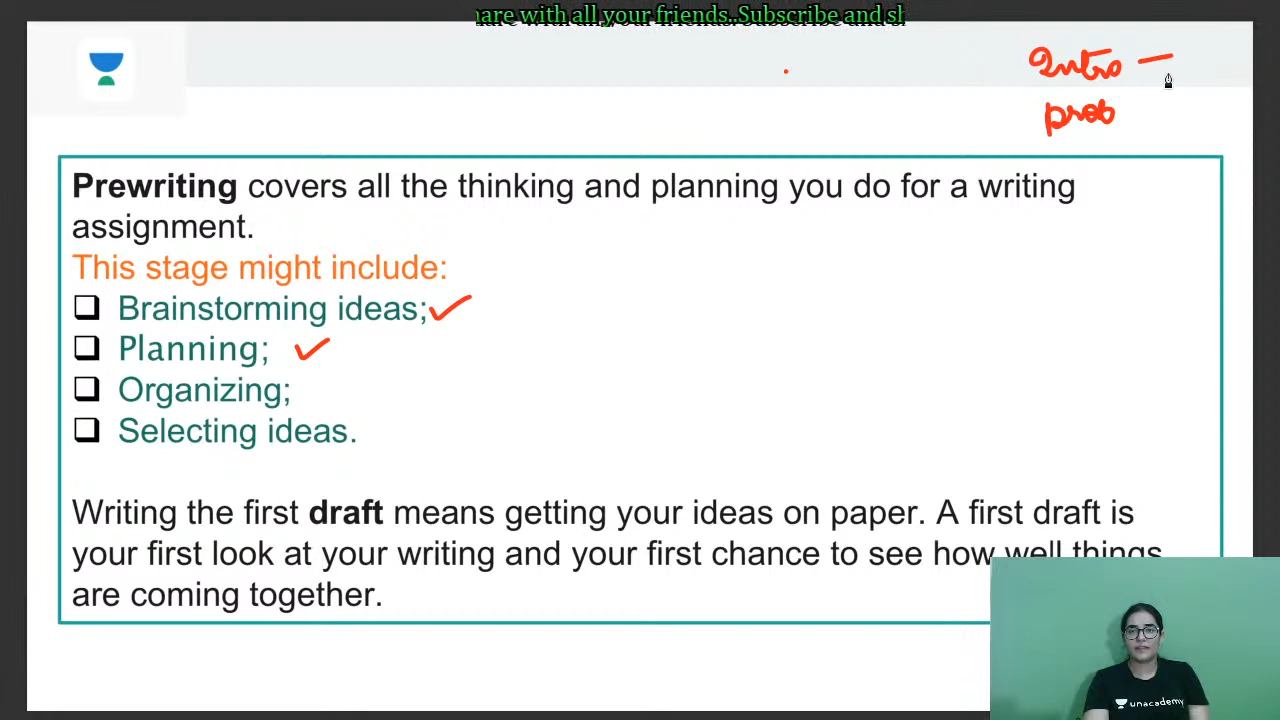 hare with all your friends..Subscribe and sh
Intro —
prob
Prewriting covers all the thinking and planning you do for a writing
assignment.
This stage might include:
Brainstorming ideas;
Planning;
Organizing;
Selecting ideas.
Writing the first draft means getting your ideas on paper. A first draft is
your first look at your writing and your first chance to see how well things
are coming together.
unacademy